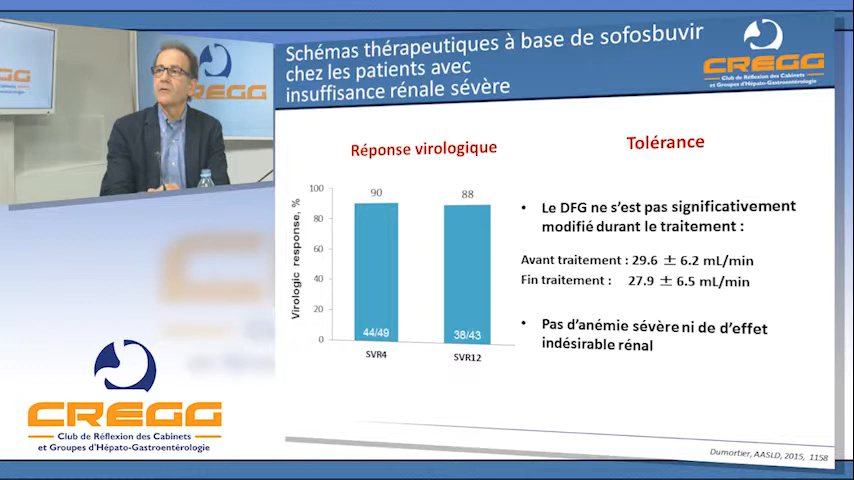 Schémas thérapeutiques à base de sofosbuvir
chez les patients avec
insuffisance rénale sévère
CREGG
Club de Réflexion des Cabinets
et Groupes d'Hépato-Gastroentérologie
CREGG
Réponse virologique
Virologic response, %
100
80
60
40
20
0
90
88
44/49
38/43
SVR4
SVR12
Tolérance
• Le DFG ne s'est pas significativement
modifié durant le traitement :
Avant traitement : 29.6 ± 6.2 mL/min
Fin traitement : 27.9 ± 6.5 mL/min
• Pas d'anémie sévère ni de d'effet
indésirable rénal
Dumortier, AASLD, 2015, 1158
CREGG
Club de Réflexion des Cabinets
et Groupes d'Hépato-Gastroentérologie